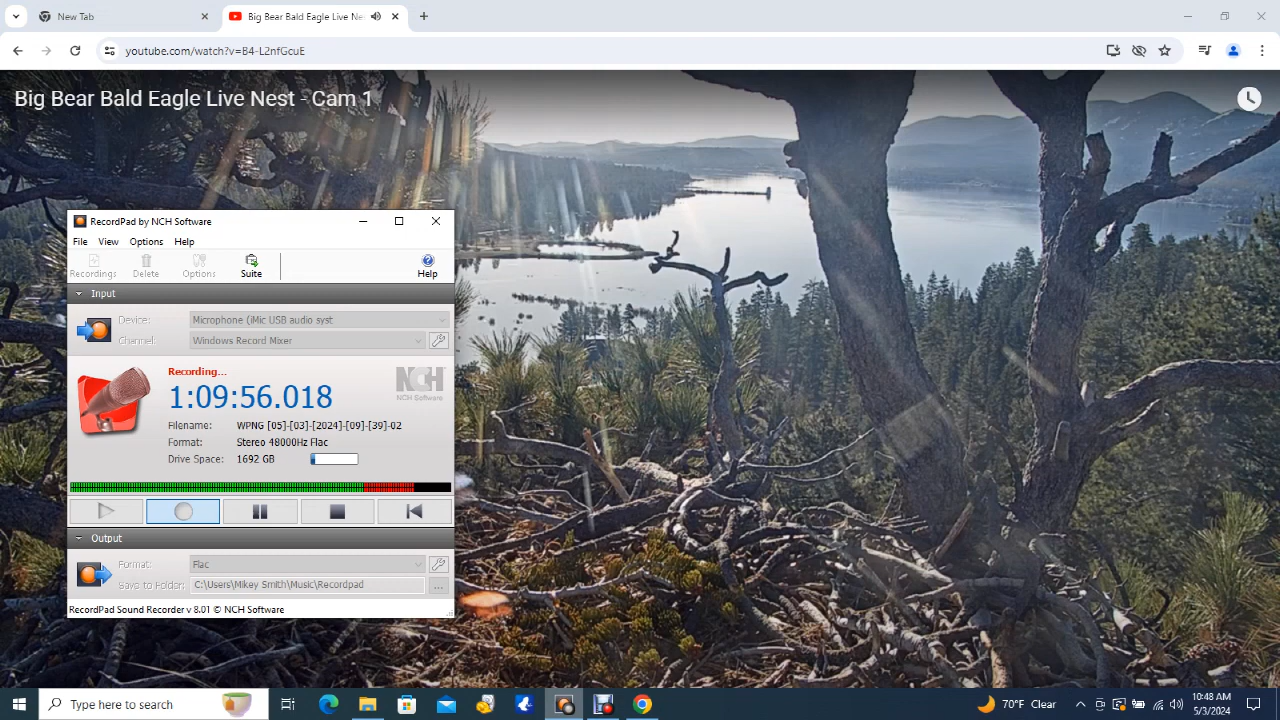 New Tab
Big Bear Bald Eagle Live Ne
youtube.com/watch?v=B4-L2nfGcuE
Big Bear Bald Eagle Live Nest - Cam 1
RecordPad by NCH Software
File View Options Help
Recordings Delete Options Suite Help
Input
Device: Microphone (iMic USB audio syst
Channel: Windows Record Mixer
Recording...
1:09:56.018
NCH
NCH Software
Filename: WPNG [05]-[03]-[2024]-[09]-[39]-02
Format: Stereo 48000Hz Flac
Drive Space: 1692 GB
Output
Format: Flac
Save to Folder: C:\Users\Mikey Smith\Music\Recordpad
...
RecordPad Sound Recorder v 8.01 © NCH Software
Type here to search
70°F Clear
10:48 AM
5/3/2024